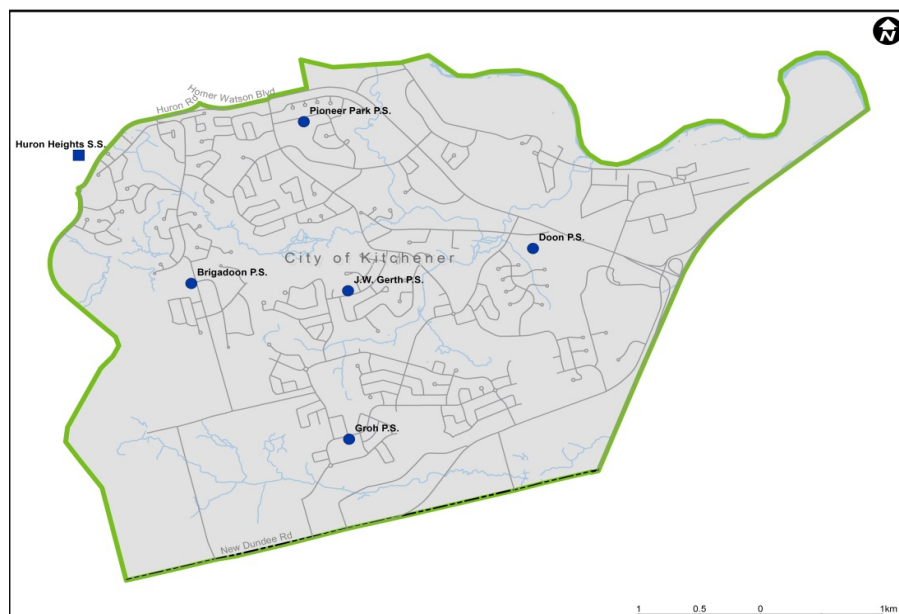 N
Homer Watson Blvd
Huron Rd
Pioneer Park P.S.
Huron Heights S.S.
Doon P.S.
City of Kitchener
Brigadoon P.S.
J.W. Gerth P.S.
Groh P.S.
New Dundee Rd
1 0.5 0 1km